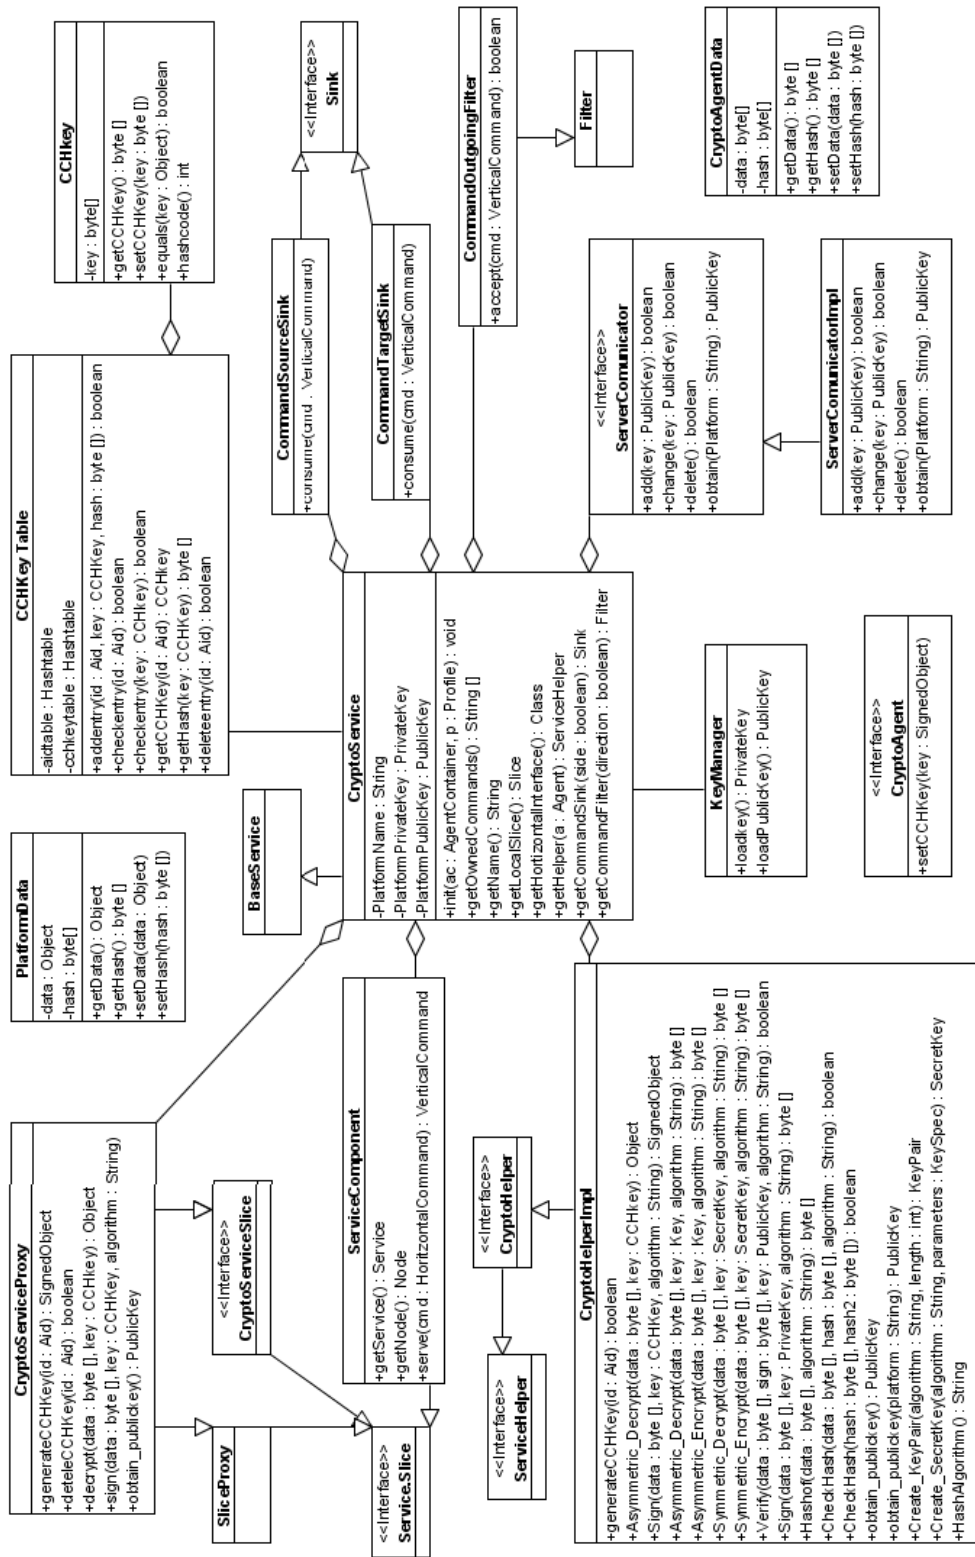 CryptoServiceProxy
+generateCCHKey(id : Aid) : SignedObject
+deteleCCHKey(id : Aid) : boolean
+decrypt(data : byte [], key : CCHkey) : Object
+sign(data : byte [], key : CCHKey, algorithm : String)
+obtain_publickey() : PublicKey
PlatformData
-data : Object
-hash : byte[]
+getData() : Object
+getHash() : byte []
+setData(data : Object)
+setHash(hash : byte [])
CCHKey Table
-aidtable : Hashtable
-cchkeytable : Hashtable
+addentry(id : Aid, key : CCHKey, hash : byte []) : boolean
+checkentry(id : Aid) : boolean
+checkentry(key : CCHkey) : boolean
+getCCHKey(id : Aid) : CCHkey
+getHash(key : CCHKey) : byte []
+deleteentry(id : Aid) : boolean
CCHkey
-key : byte[]
+getCCHKey() : byte []
+setCCHKey(key : byte [])
+equals(key : Object) : boolean
+hashcode() : int
SliceProxy
<<Interface>>
CryptoServiceSlice
BaseService
CommandSourceSink
+consume(cmd : VerticalCommand)
<<Interface>>
Sink
<<Interface>>
Service.Slice
ServiceComponent
+getService() : Service
+getNode() : Node
+serve(cmd : HoritzontalCommand) : VerticalCommand
CryptoService
-PlatformName : String
-PlatformPrivateKey : PrivateKey
-PlatformPublicKey : PublicKey
+init(ac : AgentContainer, p : Profile) : void
+getOwnedCommands() : String []
+getName() : String
+getLocalSlice() : Slice
+getHortizontalInterface() : Class
+getHelper(a : Agent) : ServiceHelper
+getCommandSink(side : boolean) : Sink
+getCommandFilter(direction : boolean) : Filter
CommandTargetSink
+consume(cmd : VerticalCommand)
CommandOutgoingFilter
+accept(cmd : VerticalCommand) : boolean
Filter
<<Interface>>
ServiceHelper
<<Interface>>
CryptoHelper
CryptoHelperImpl
+generateCCHKey(id : Aid) : boolean
+Asymmetric_Decrypt(data : byte [], key : CCHkey) : Object
+Sign(data : byte [], key : CCHKey, algorithm : String) : SignedObject
+Asymmetric_Decrypt(data : byte [], key : Key, algorithm : String) : byte []
+Asymmetric_Encrypt(data : byte [], key : Key, algorithm : String) : byte []
+Symmetric_Decrypt(data : byte [], key : SecretKey, algorithm : String) : byte []
+Symmetric_Encrypt(data : byte [], key : SecretKey, algorithm : String) : byte []
+Verify(data : byte [], sign : byte [], key : PublicKey, algorithm : String) : boolean
+Sign(data : byte [], key : PrivateKey, algorithm : String) : byte []
+Hashof(data : byte [], algorithm : String) : byte []
+CheckHash(data : byte [], hash : byte [], algorithm : String) : boolean
+CheckHash(hash : byte [], hash2 : byte []) : boolean
+obtain_publickey() : PublicKey
+obtain_publickey(platform : String) : PublicKey
+Create_KeyPair(algorithm : String, length : int) : KeyPair
+Create_SecretKey(algorithm : String, parameters : KeySpec) : SecretKey
+HashAlgorithm() : String
KeyManager
+loadkey() : PrivateKey
+loadPublicKey() : PublicKey
<<Interface>>
CryptoAgent
+setCCHKey(key : SignedObject)
<<Interface>>
ServerComunicator
+add(key : PublicKey) : boolean
+change(key : PublicKey) : boolean
+delete() : boolean
+obtain(Platform : String) : PublicKey
ServerComunicatorImpl
+add(key : PublicKey) : boolean
+change(key : PublicKey) : boolean
+delete() : boolean
+obtain(Platform : String) : PublicKey
CryptoAgentData
-data : byte[]
-hash : byte[]
+getData() : byte []
+getHash() : byte []
+setData(data : byte [])
+setHash(hash : byte [])